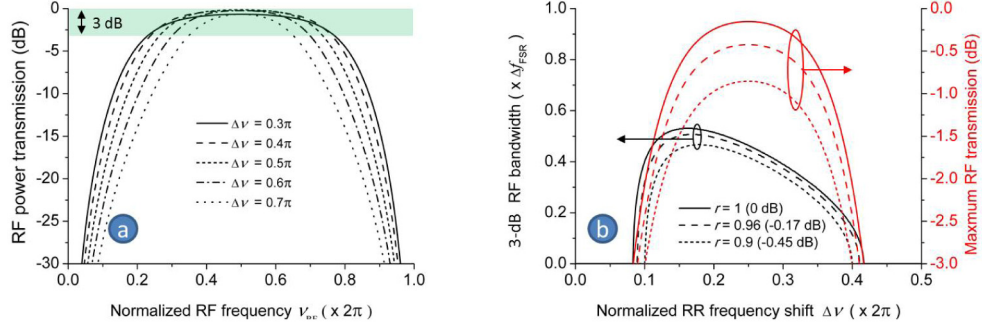 0
-5
-10
-15
-20
-25
-30
RF power transmission (dB)
3 dB
Δν = 0.3π
Δν = 0.4π
Δν = 0.5π
Δν = 0.6π
Δν = 0.7π
a
0.0 0.2 0.4 0.6 0.8 1.0
Normalized RF frequency ν ( x 2π)
1.0
0.8
0.6
0.4
0.2
0.0
3-dB RF bandwidth ( x Δf_FSR)
r = 1 (0 dB)
r = 0.96 (-0.17 dB)
r = 0.9 (-0.45 dB)
b
0.0 0.1 0.2 0.3 0.4 0.5
Normalized RR frequency shift Δν ( x 2π)
0.0
-0.5
-1.0
-1.5
-2.0
-2.5
-3.0
Maxmum RF transmission (dB)